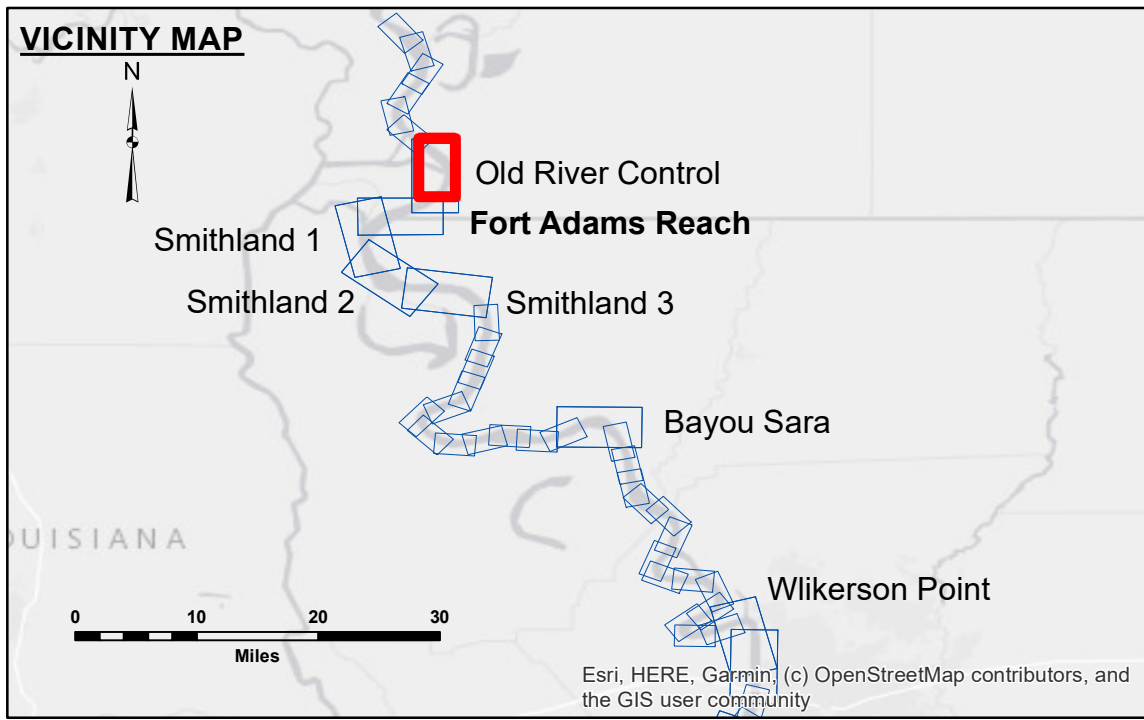 VICINITY MAP
N
Old River Control
Fort Adams Reach
Smithland 1
Smithland 2
Smithland 3
Bayou Sara
OUISIANA
Wlikerson Point
0 10 20 30
Miles
Esri, HERE, Garmin, (c) OpenStreetMap contributors, and
the GIS user community